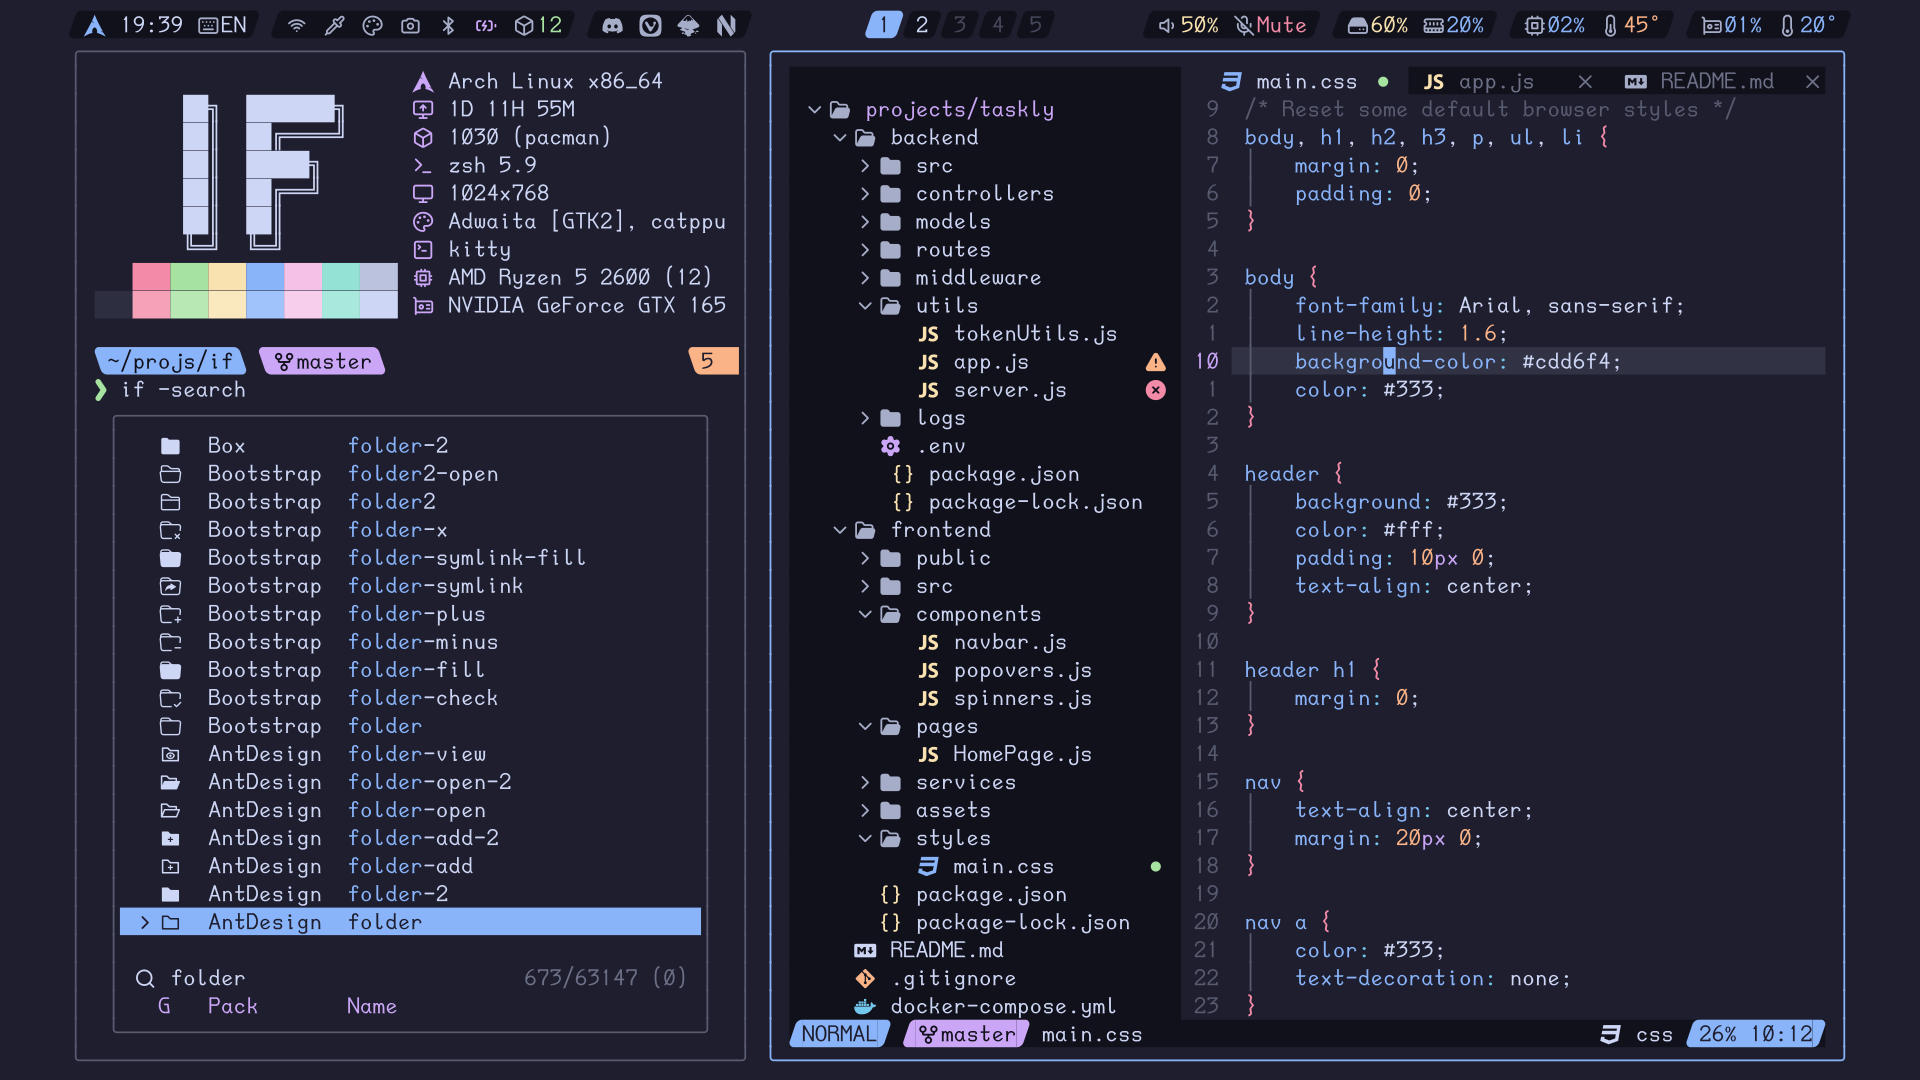 19:39 EN 12
1 2 3 4 5
50% Mute 60% 20% 02% 45° 01% 20°
IF
Arch Linux x86_64
1D 11H 55M
1030 (pacman)
zsh 5.9
1024x768
Adwaita [GTK2], catppu
kitty
AMD Ryzen 5 2600 (12)
NVIDIA GeForce GTX 165
~/projs/if master 5
❯ if -search
Box folder-2
Bootstrap folder2-open
Bootstrap folder2
Bootstrap folder-x
Bootstrap folder-symlink-fill
Bootstrap folder-symlink
Bootstrap folder-plus
Bootstrap folder-minus
Bootstrap folder-fill
Bootstrap folder-check
Bootstrap folder
AntDesign folder-view
AntDesign folder-open-2
AntDesign folder-open
AntDesign folder-add-2
AntDesign folder-add
AntDesign folder-2
> AntDesign folder
folder 673/63147 (0)
G Pack Name
projects/taskly
backend
src
controllers
models
routes
middleware
utils
JS tokenUtils.js
JS app.js
JS server.js
logs
.env
{} package.json
{} package-lock.json
frontend
public
src
components
JS navbar.js
JS popovers.js
JS spinners.js
pages
JS HomePage.js
services
assets
styles
main.css
{} package.json
{} package-lock.json
README.md
.gitignore
docker-compose.yml
main.css JS app.js README.md
9 /* Reset some default browser styles */
8 body, h1, h2, h3, p, ul, li {
7 margin: 0;
6 padding: 0;
5 }
4
3 body {
2 font-family: Arial, sans-serif;
1 line-height: 1.6;
10 background-color: #cdd6f4;
1 color: #333;
2 }
3
4 header {
5 background: #333;
6 color: #fff;
7 padding: 10px 0;
8 text-align: center;
9 }
10
11 header h1 {
12 margin: 0;
13 }
14
15 nav {
16 text-align: center;
17 margin: 20px 0;
18 }
19
20 nav a {
21 color: #333;
22 text-decoration: none;
23 }
NORMAL master main.css css 26% 10:12